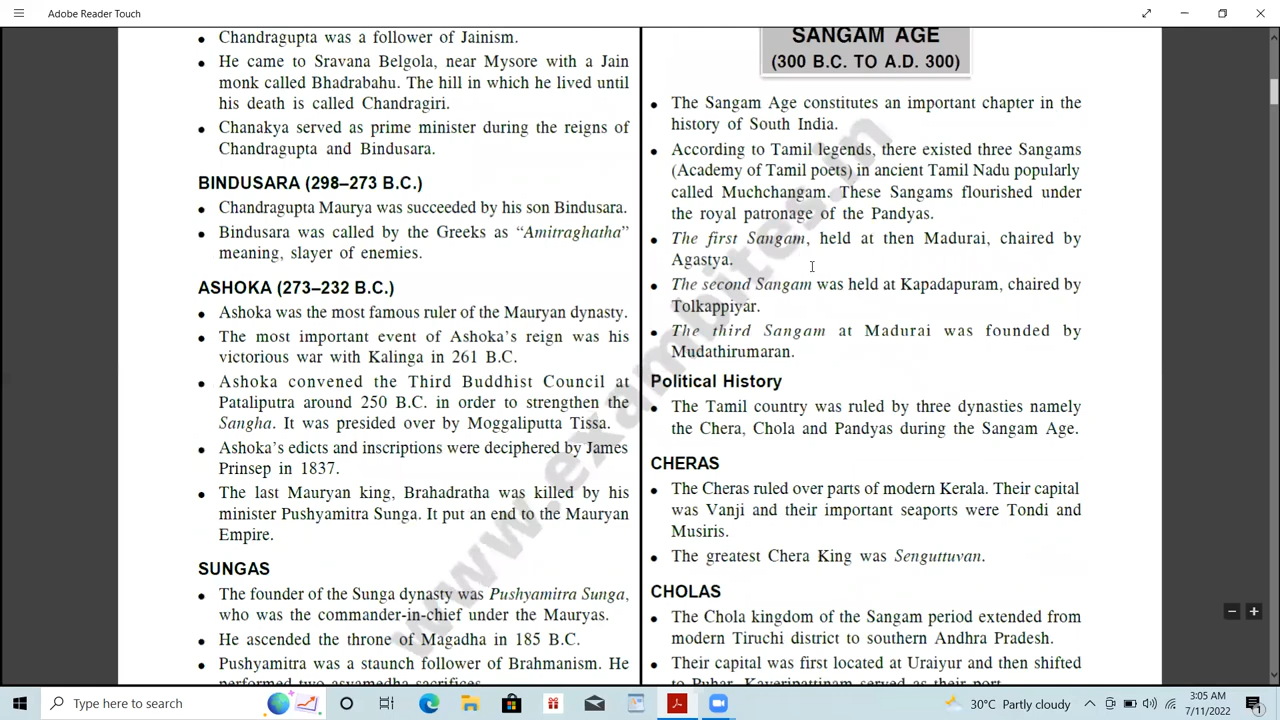 Adobe Reader Touch
• Chandragupta was a follower of Jainism.
• He came to Sravana Belgola, near Mysore with a Jain
monk called Bhadrabahu. The hill in which he lived until
his death is called Chandragiri.
• Chanakya served as prime minister during the reigns of
Chandragupta and Bindusara.
BINDUSARA (298–273 B.C.)
• Chandragupta Maurya was succeeded by his son Bindusara.
• Bindusara was called by the Greeks as “Amitraghatha”
meaning, slayer of enemies.
ASHOKA (273–232 B.C.)
• Ashoka was the most famous ruler of the Mauryan dynasty.
• The most important event of Ashoka’s reign was his
victorious war with Kalinga in 261 B.C.
• Ashoka convened the Third Buddhist Council at
Pataliputra around 250 B.C. in order to strengthen the
Sangha. It was presided over by Moggaliputta Tissa.
• Ashoka’s edicts and inscriptions were deciphered by James
Prinsep in 1837.
• The last Mauryan king, Brahadratha was killed by his
minister Pushyamitra Sunga. It put an end to the Mauryan
Empire.
SUNGAS
• The founder of the Sunga dynasty was Pushyamitra Sunga,
who was the commander-in-chief under the Mauryas.
• He ascended the throne of Magadha in 185 B.C.
• Pushyamitra was a staunch follower of Brahmanism. He
performed two asvamedha sacrifices.
SANGAM AGE
(300 B.C. TO A.D. 300)
• The Sangam Age constitutes an important chapter in the
history of South India.
• According to Tamil legends, there existed three Sangams
(Academy of Tamil poets) in ancient Tamil Nadu popularly
called Muchchangam. These Sangams flourished under
the royal patronage of the Pandyas.
• The first Sangam, held at then Madurai, chaired by
Agastya.
• The second Sangam was held at Kapadapuram, chaired by
Tolkappiyar.
• The third Sangam at Madurai was founded by
Mudathirumaran.
Political History
• The Tamil country was ruled by three dynasties namely
the Chera, Chola and Pandyas during the Sangam Age.
CHERAS
• The Cheras ruled over parts of modern Kerala. Their capital
was Vanji and their important seaports were Tondi and
Musiris.
• The greatest Chera King was Senguttuvan.
CHOLAS
• The Chola kingdom of the Sangam period extended from
modern Tiruchi district to southern Andhra Pradesh.
• Their capital was first located at Uraiyur and then shifted
to Puhar. Kaveripattinam served as their port.
www.exambites.in
Type here to search
30°C Partly cloudy
3:05 AM
7/11/2022
1